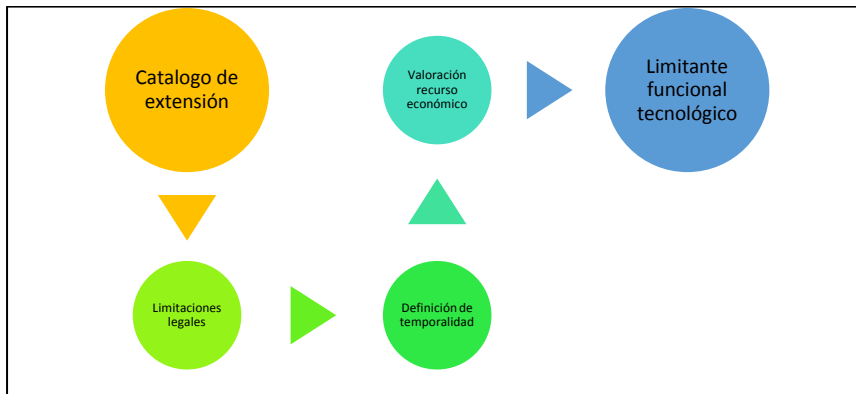 Catalogo de
extensión
Limitaciones
legales
Definición de
temporalidad
Valoración
recurso
económico
Limitante
funcional
tecnológico